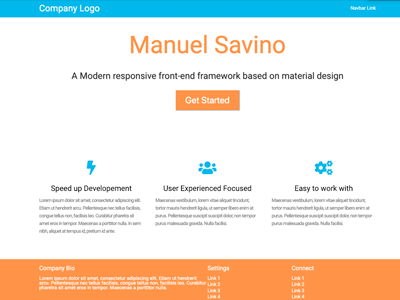 Company Logo
Navbar Link
Manuel Savino
A Modern responsive front-end framework based on material design
Get Started
Speed up Developement
User Experienced Focused
Easy to work with
Lorem ipsum dolor sit amet, consectetur adipiscing elit.
Etiam ut hendrerit arcu. Pellentesque nec tellus facilisis,
congue tellus non, facilisis leo. Curabitur pharetra sit
amet eros in tempor. Mauris a porttitor nulla. In sem
nibh, aliquet at tempus id, pretium id ante.
Maecenas vestibulum, lorem vitae tristique congue,
mauris torem hendrerit ligula, ut semper libero enim at
purus. Pellentesque suscipit suscipit dolor, non tempor
purus malesuada gravida. Nulla facilisi.
Maecenas vestibulum, lorem vitae tristique congue,
mauris torem hendrerit ligula, ut semper libero enim at
purus. Pellentesque suscipit suscipit dolor, non tempor
purus malesuada gravida. Nulla facilisi.
Company Bio
Lorem ipsum dolor sit amet, consectetur adipiscing elit. Etiam ut hendrerit
arcu. Pellentesque nec tellus facilisis, congue tellus non, facilisis leo. Curabitur
pharetra sit amet eros in tempor. Mauris a porttitor nulla.
Settings
Link 1
Link 2
Link 3
Link 4
Connect
Link 1
Link 2
Link 3
Link 4